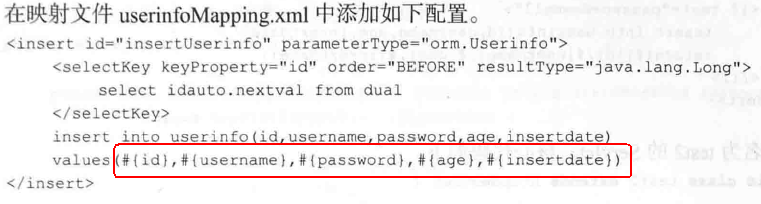 在映射文件 userinfoMapping.xml 中添加如下配置。
<insert id="insertUserinfo" parameterType="orm.Userinfo">
<selectKey keyProperty="id" order="BEFORE" resultType="java.lang.Long">
select idauto.nextval from dual
</selectKey>
insert into userinfo(id,username,password,age,insertdate)
values(#{id},#{username},#{password},#{age},#{insertdate})
</insert>